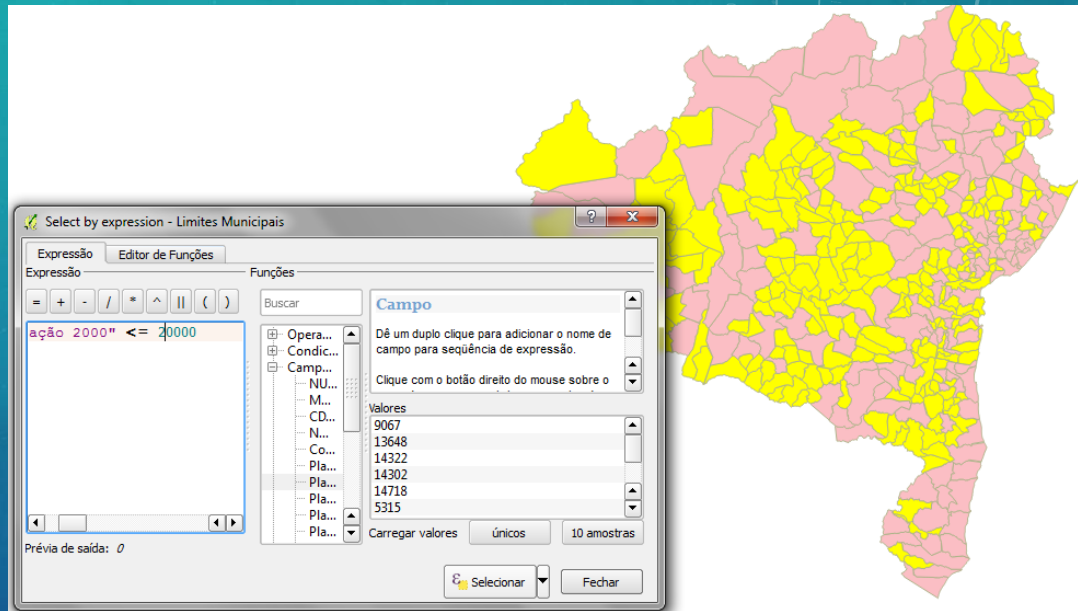 Select by expression - Limites Municipais
Expressão
Editor de Funções
Expressão
Funções
= + - / * ^ || ( )
Buscar
ação 2000" <= 20000
Opera...
Condic...
Camp...
NU...
M...
CD...
N...
Co...
Pla...
Pla...
Pla...
Pla...
Pla...
Campo
Dê um duplo clique para adicionar o nome de
campo para seqüência de expressão.
Clique com o botão direito do mouse sobre o
Valores
9067
13648
14322
14302
14718
5315
Carregar valores
únicos
10 amostras
Prévia de saída: 0
ε Selecionar
Fechar